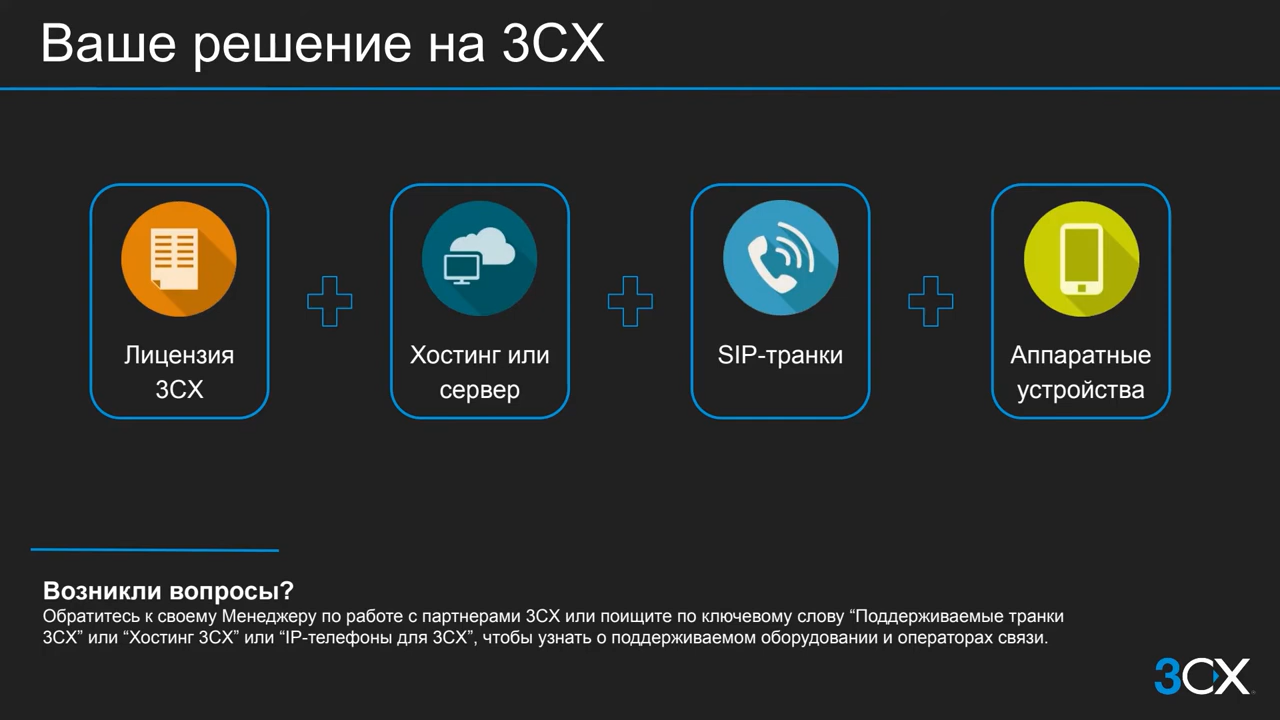 Ваше решение на 3CX
Лицензия
3CX
Хостинг или
сервер
SIP-транки
Аппаратные
устройства
Возникли вопросы?
Обратитесь к своему Менеджеру по работе с партнерами 3CX или поищите по ключевому слову “Поддерживаемые транки
3CX” или “Хостинг 3CX” или “IP-телефоны для 3CX”, чтобы узнать о поддерживаемом оборудовании и операторах связи.
3CX